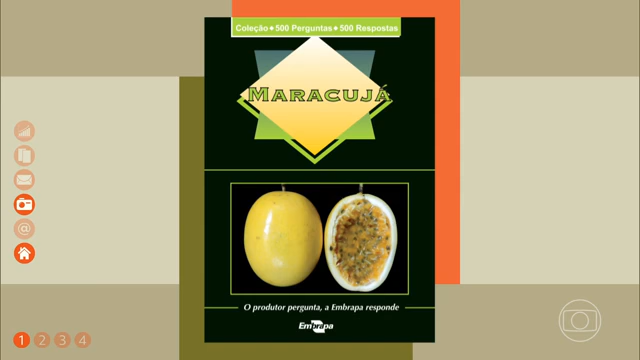 Coleção ♦ 500 Perguntas ♦ 500 Respostas
MARACUJÁ
O produtor pergunta, a Embrapa responde
Embrapa
@
1 2 3 4